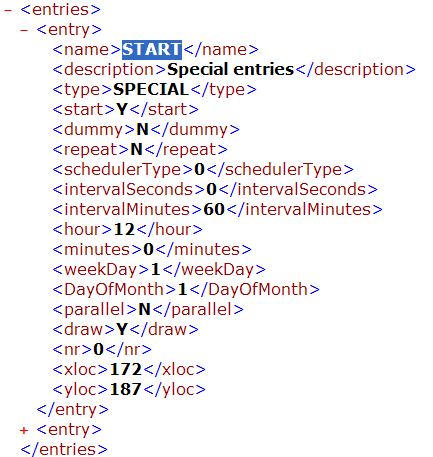 - <entries>
- <entry>
<name>START</name>
<description>Special entries</description>
<type>SPECIAL</type>
<start>Y</start>
<dummy>N</dummy>
<repeat>N</repeat>
<schedulerType>0</schedulerType>
<intervalSeconds>0</intervalSeconds>
<intervalMinutes>60</intervalMinutes>
<hour>12</hour>
<minutes>0</minutes>
<weekDay>1</weekDay>
<DayOfMonth>1</DayOfMonth>
<parallel>N</parallel>
<draw>Y</draw>
<nr>0</nr>
<xloc>172</xloc>
<yloc>187</yloc>
</entry>
+ <entry>
</entries>